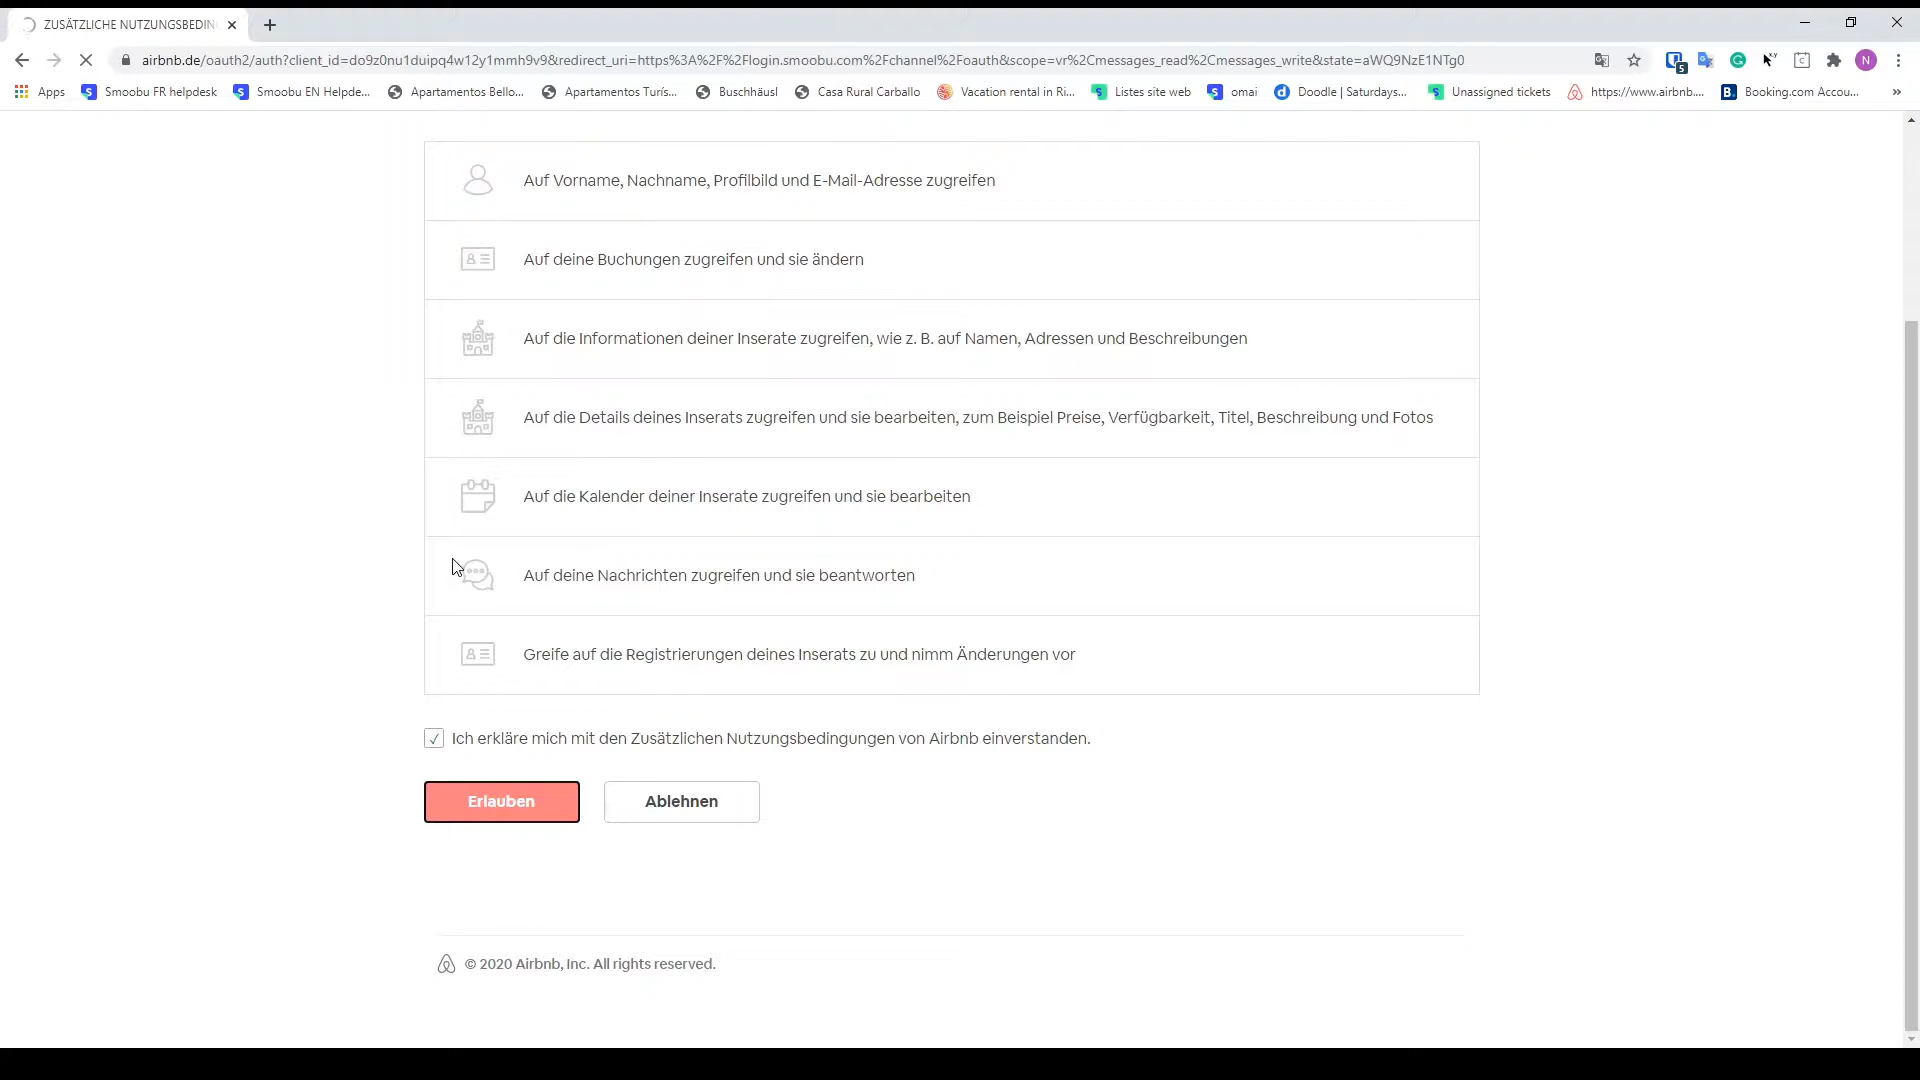 ZUSÄTZLICHE NUTZUNGSBEDIN
airbnb.de/oauth2/auth?client_id=do9z0nu1duipq4w12y1mmh9v9&redirect_uri=https%3A%2F%2Flogin.smoobu.com%2Fchannel%2Foauth&scope=vr%2Cmessages_read%2Cmessages_write&state=aWQ9NzE1NTg0
5
N
Apps
Smoobu FR helpdesk
Smoobu EN Helpde...
Apartamentos Bello...
Apartamentos Turís...
Buschhäusl
Casa Rural Carballo
Vacation rental in Ri...
Listes site web
omai
Doodle | Saturdays...
Unassigned tickets
https://www.airbnb....
B.
Booking.com Accou...
»
Auf Vorname, Nachname, Profilbild und E-Mail-Adresse zugreifen
Auf deine Buchungen zugreifen und sie ändern
Auf die Informationen deiner Inserate zugreifen, wie z. B. auf Namen, Adressen und Beschreibungen
Auf die Details deines Inserats zugreifen und sie bearbeiten, zum Beispiel Preise, Verfügbarkeit, Titel, Beschreibung und Fotos
Auf die Kalender deiner Inserate zugreifen und sie bearbeiten
Auf deine Nachrichten zugreifen und sie beantworten
Greife auf die Registrierungen deines Inserats zu und nimm Änderungen vor
Ich erkläre mich mit den Zusätzlichen Nutzungsbedingungen von Airbnb einverstanden.
Erlauben
Ablehnen
© 2020 Airbnb, Inc. All rights reserved.